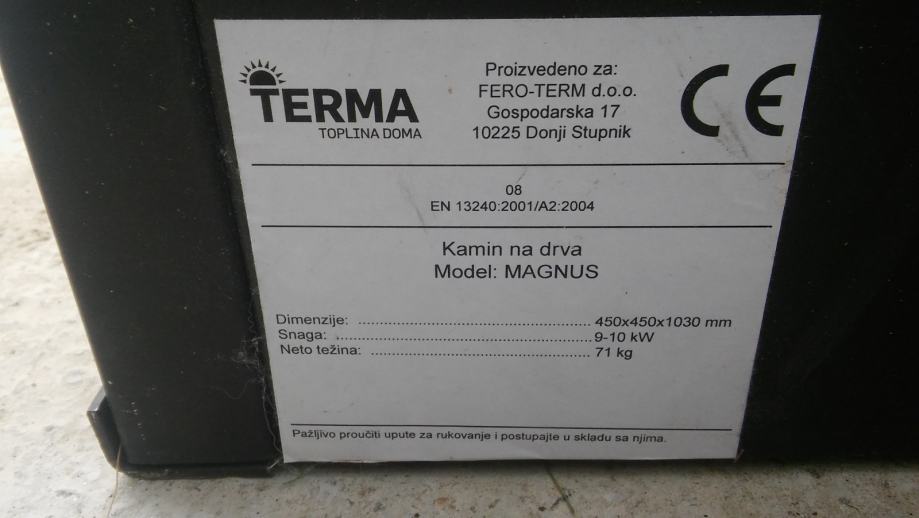 TERMA
TOPLINA DOMA
Proizvedeno za:
FERO-TERM d.o.o.
Gospodarska 17
10225 Donji Stupnik
CE
08
EN 13240:2001/A2:2004
Kamin na drva
Model: MAGNUS
Dimenzije: ........................................................ 450x450x1030 mm
Snaga: .............................................................9-10 kW
Neto težina: ..................................................... 71 kg
Pažljivo proučiti upute za rukovanje i postupajte u skladu sa njima.